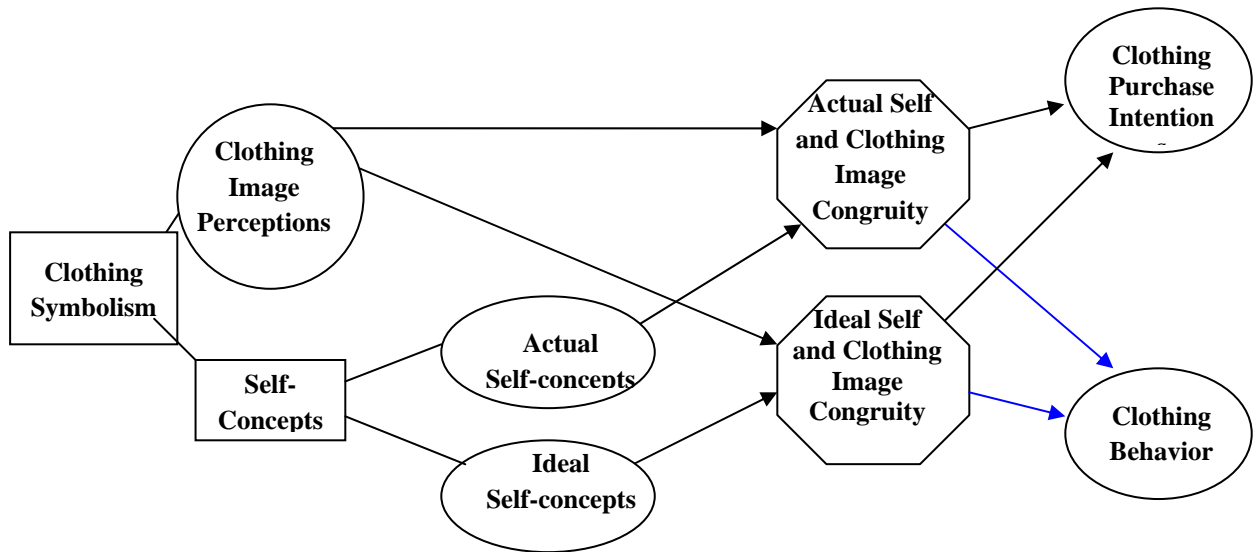 Clothing
Image
Perceptions
Clothing
Symbolism
Self-
Concepts
Actual
Self-concepts
Ideal
Self-concepts
Actual Self
and Clothing
Image
Congruity
Ideal Self
and Clothing
Image
Congruity
Clothing
Purchase
Intention
Clothing
Behavior